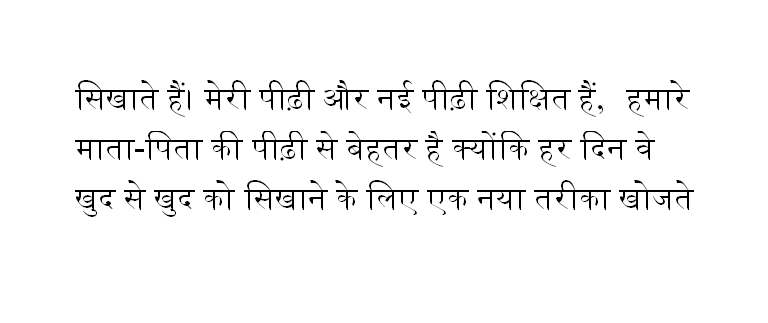 सिखाते हैं। मेरी पीढ़ी और नई पीढ़ी शिक्षित हैं, हमारे
माता-पिता की पीढ़ी से बेहतर है क्योंकि हर दिन वे
खुद से खुद को सिखाने के लिए एक नया तरीका खोजते